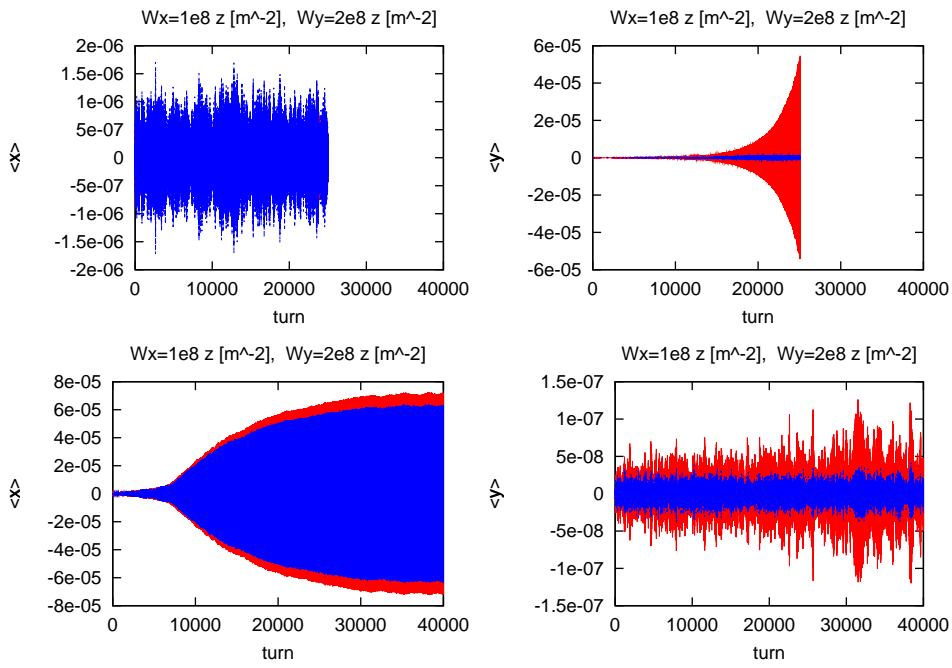 Wx=1e8 z [m^-2],  Wy=2e8 z [m^-2]
2e-06
1.5e-06
1e-06
5e-07
0
-5e-07
-1e-06
-1.5e-06
-2e-06
<x>
0 10000 20000 30000 40000
turn
Wx=1e8 z [m^-2],  Wy=2e8 z [m^-2]
6e-05
4e-05
2e-05
0
-2e-05
-4e-05
-6e-05
<y>
0 10000 20000 30000 40000
turn
Wx=1e8 z [m^-2],  Wy=2e8 z [m^-2]
8e-05
6e-05
4e-05
2e-05
0
-2e-05
-4e-05
-6e-05
-8e-05
<x>
0 10000 20000 30000 40000
turn
Wx=1e8 z [m^-2],  Wy=2e8 z [m^-2]
1.5e-07
1e-07
5e-08
0
-5e-08
-1e-07
-1.5e-07
<y>
0 10000 20000 30000 40000
turn